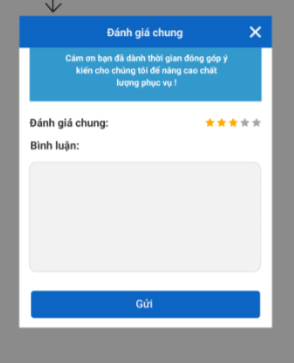 Đánh giá chung
Cám ơn bạn đã dành thời gian đóng góp ý
kiến cho chúng tôi để nâng cao chất
lượng phục vụ !
Đánh giá chung:
Bình luận:
Gửi